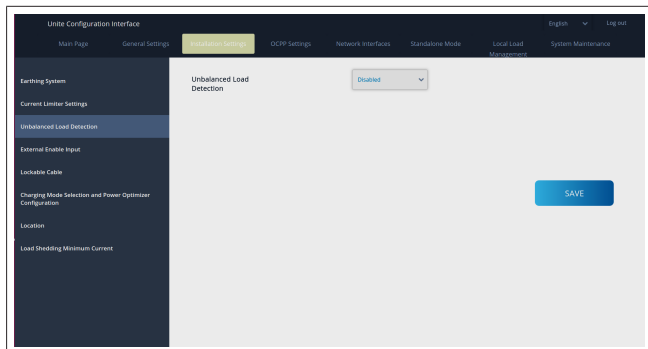 Unite Configuration Interface
English
Log out
Main Page
General Settings
Installation Settings
OCPP Settings
Network Interfaces
Standalone Mode
Local Load
Management
System Maintenance
Earthing System
Current Limiter Settings
Unbalanced Load Detection
External Enable Input
Lockable Cable
Charging Mode Selection and Power Optimizer
Configuration
Location
Load Shedding Minimum Current
Unbalanced Load
Detection
Disabled
SAVE